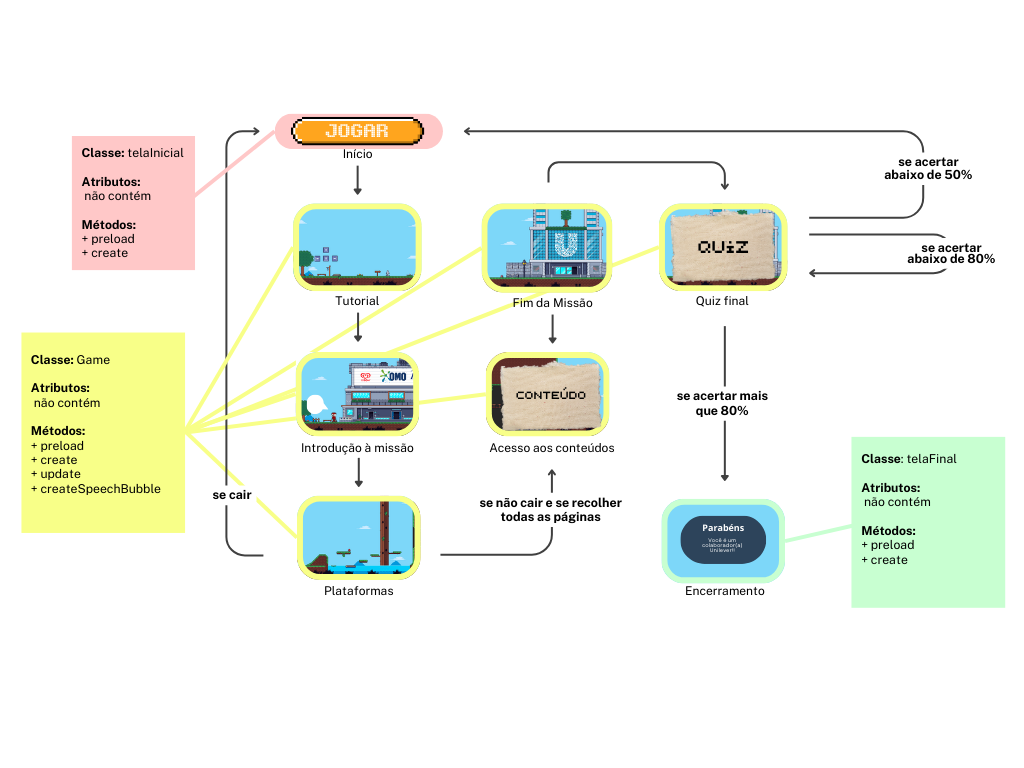 JOGAR
Início
Classe: telaInicial
Atributos:
não contém
Métodos:
+ preload
+ create
se acertar
abaixo de 50%
se acertar
abaixo de 80%
QUIZ
Tutorial
Fim da Missão
Quiz final
Classe: Game
Atributos:
não contém
Métodos:
+ preload
+ create
+ update
+ createSpeechBubble
OMO
CONTEÚDO
se acertar mais
que 80%
Introdução à missão
Acesso aos conteúdos
se cair
se não cair e se recolher
todas as páginas
Classe: telaFinal
Atributos:
não contém
Métodos:
+ preload
+ create
Parabéns
Você é um
colaborador(a)
Unilever!!
Plataformas
Encerramento